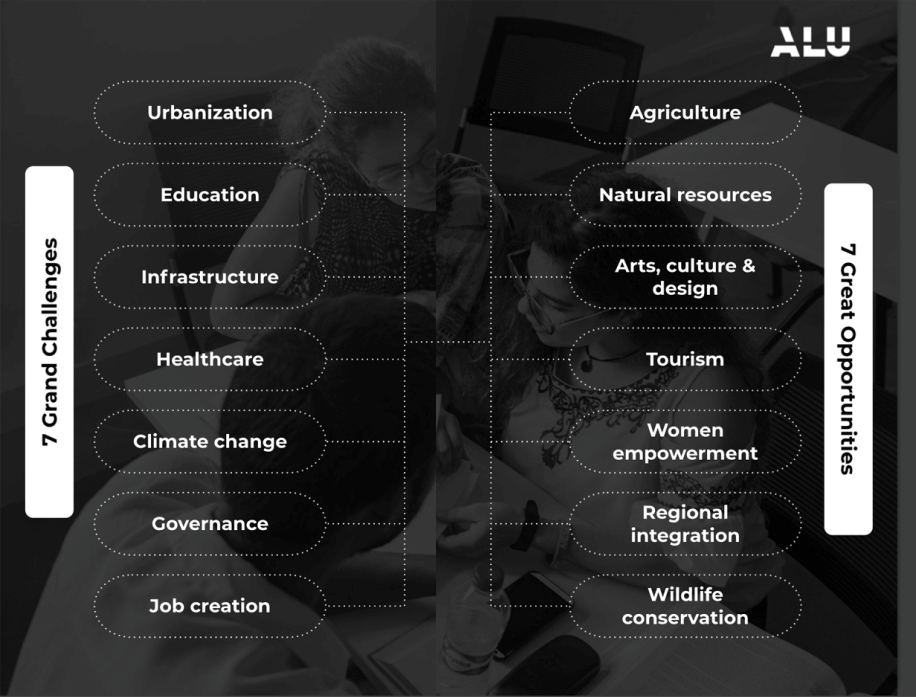 ALU
7 Grand Challenges
Urbanization
Education
Infrastructure
Healthcare
Climate change
Governance
Job creation
Agriculture
Natural resources
Arts, culture &
design
Tourism
Women
empowerment
Regional
integration
Wildlife
conservation
7 Great Opportunities